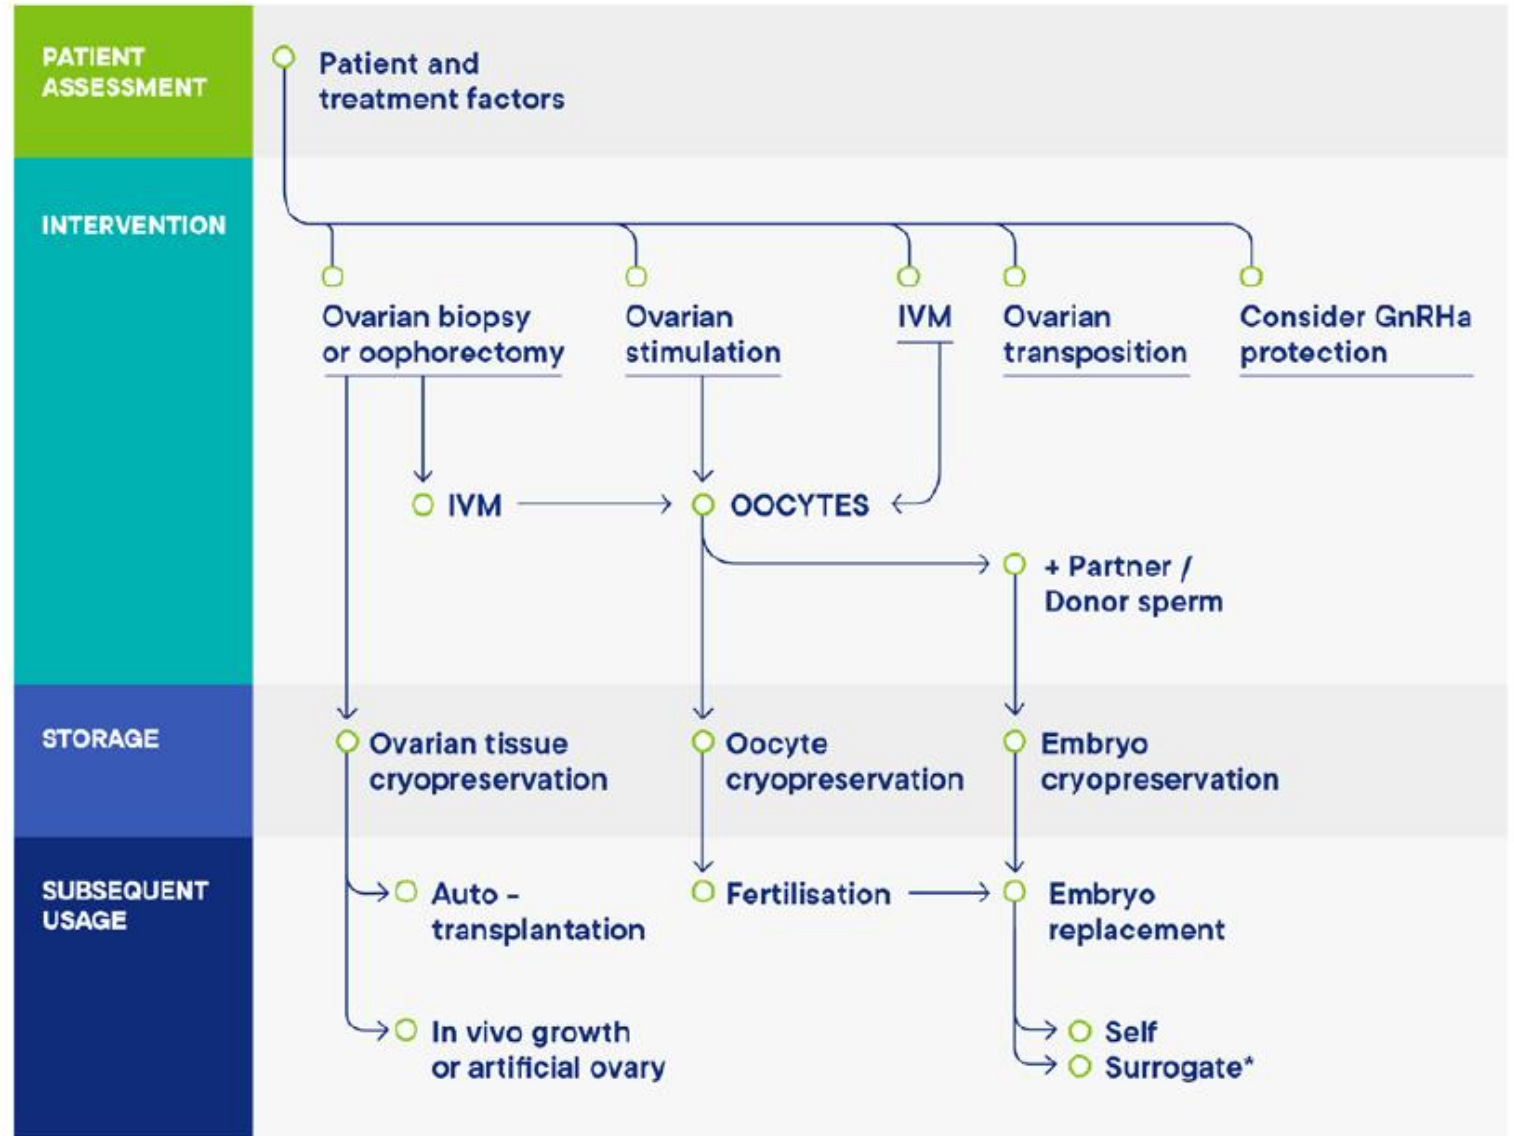 PATIENT
ASSESSMENT
Patient and
treatment factors
INTERVENTION
Ovarian biopsy
or oophorectomy
Ovarian
stimulation
IVM
Ovarian
transposition
Consider GnRHa
protection
IVM
OOCYTES
+ Partner /
Donor sperm
STORAGE
Ovarian tissue
cryopreservation
Oocyte
cryopreservation
Embryo
cryopreservation
SUBSEQUENT
USAGE
Auto -
transplantation
Fertilisation
Embryo
replacement
In vivo growth
or artificial ovary
Self
Surrogate*